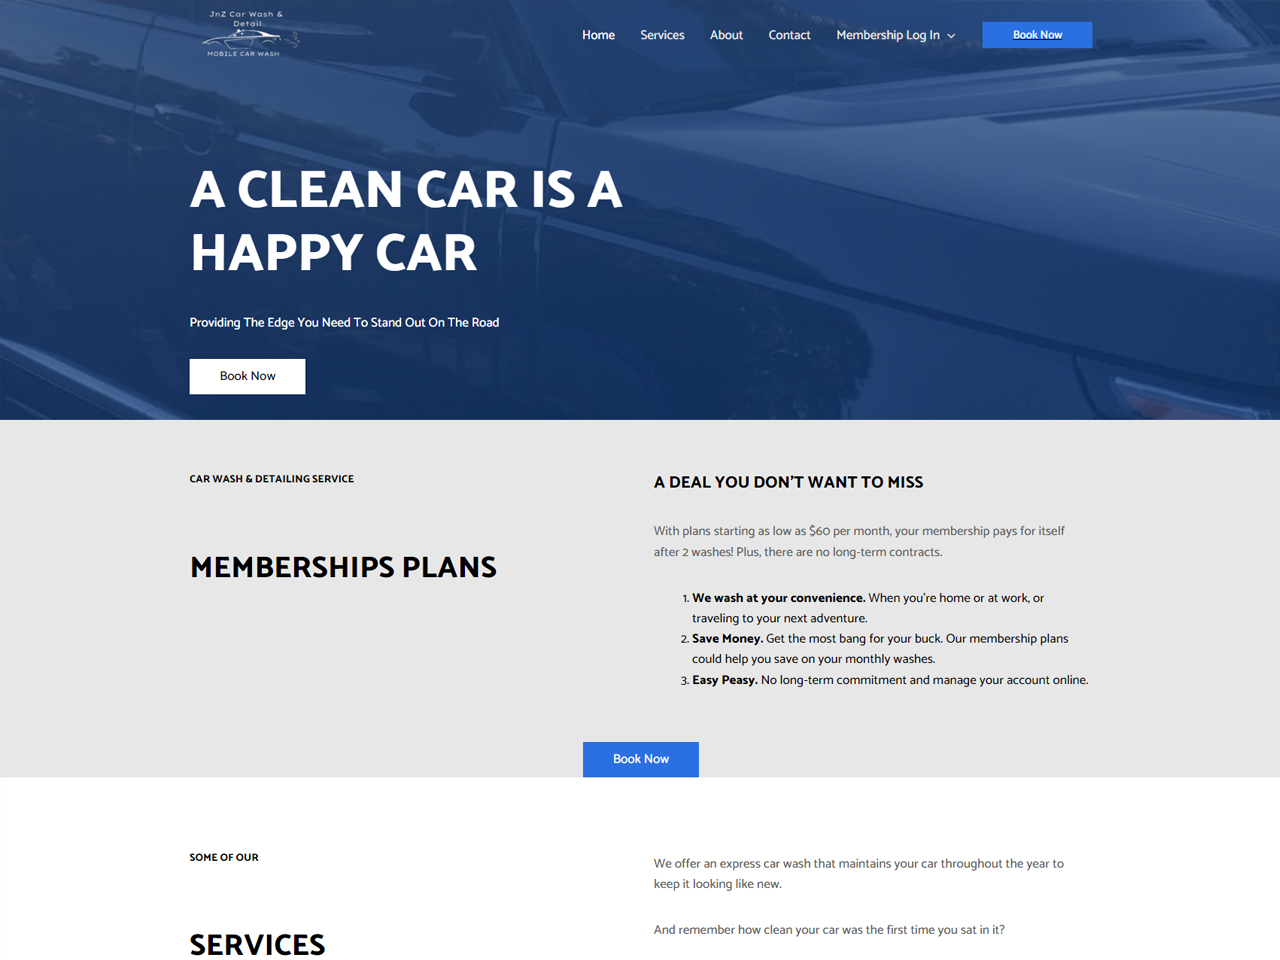 JnZ Car Wash &
Detail
MOBILE CAR WASH
Home
Services
About
Contact
Membership Log In
Book Now
A CLEAN CAR IS A
HAPPY CAR
Providing The Edge You Need To Stand Out On The Road
Book Now
CAR WASH & DETAILING SERVICE
MEMBERSHIPS PLANS
A DEAL YOU DON’T WANT TO MISS
With plans starting as low as $60 per month, your membership pays for itself
after 2 washes! Plus, there are no long-term contracts.
1. We wash at your convenience. When you’re home or at work, or
traveling to your next adventure.
2. Save Money. Get the most bang for your buck. Our membership plans
could help you save on your monthly washes.
3. Easy Peasy. No long-term commitment and manage your account online.
Book Now
SOME OF OUR
SERVICES
We offer an express car wash that maintains your car throughout the year to
keep it looking like new.
And remember how clean your car was the first time you sat in it?